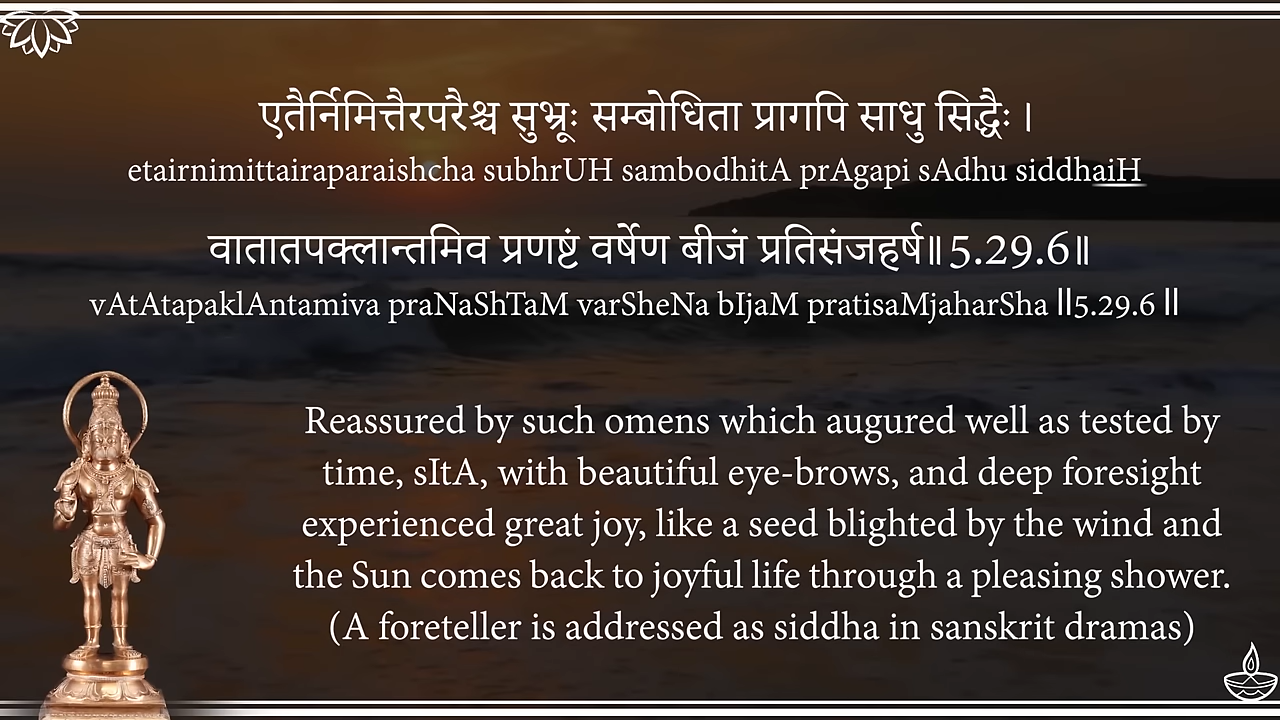 एतैर्निमित्तैरपरैश्च सुभ्रूः सम्बोधिता प्रागपि साधु सिद्धैः ।
etairnimittairaparaishcha subhrUH sambodhitA prAgapi sAdhu siddhaiH
वातातपक्लान्तमिव प्रणष्टं वर्षेण बीजं प्रतिसंजहर्ष॥5.29.6॥
vAtAtapaklAntamiva praNaShTaM varSheNa bIjaM pratisaMjaharSha ॥5.29.6॥
Reassured by such omens which augured well as tested by
time, sItA, with beautiful eye-brows, and deep foresight
experienced great joy, like a seed blighted by the wind and
the Sun comes back to joyful life through a pleasing shower.
(A foreteller is addressed as siddha in sanskrit dramas)